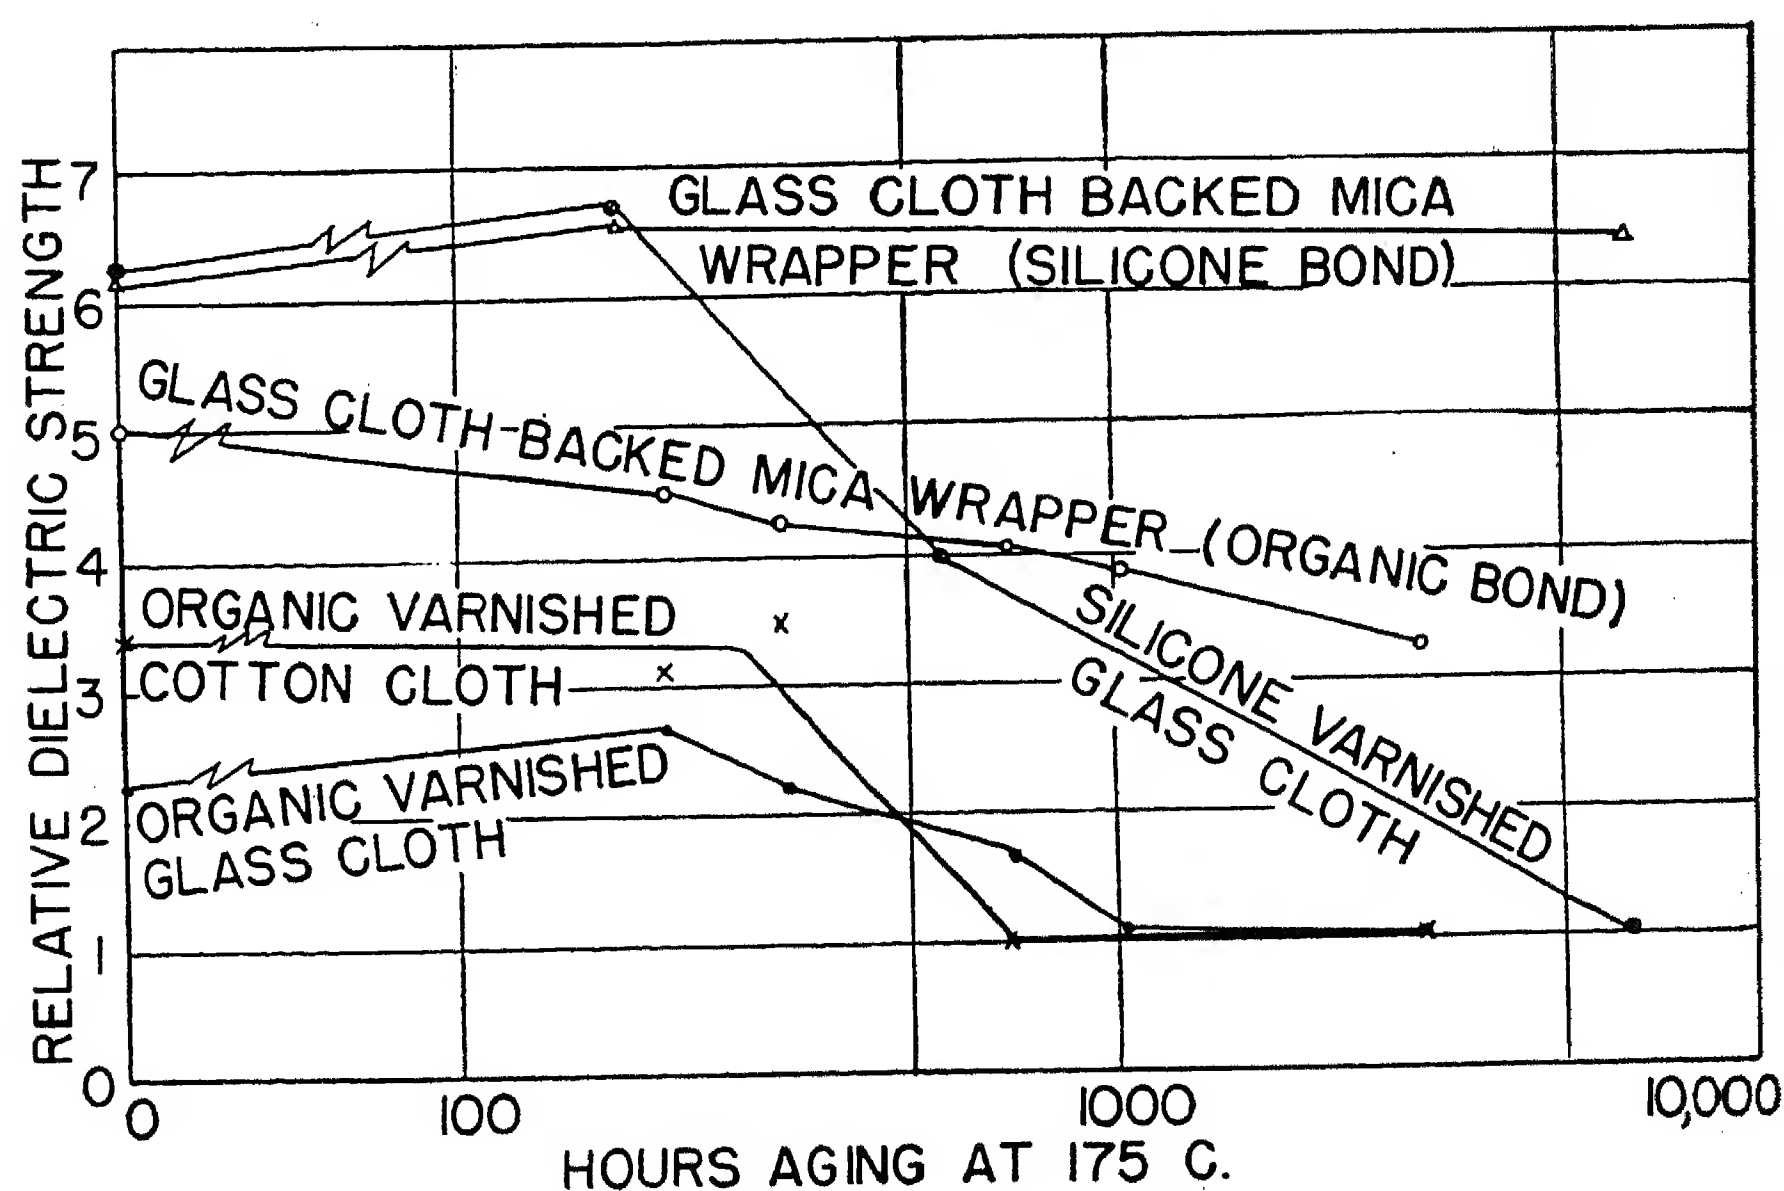 RELATIVE DIELECTRIC STRENGTH
7
6
5
4
3
2
1
0
GLASS CLOTH BACKED MICA
WRAPPER (SILICONE BOND)
GLASS CLOTH-BACKED MICA WRAPPER (ORGANIC BOND)
ORGANIC VARNISHED
COTTON CLOTH
SILICONE VARNISHED
GLASS CLOTH
ORGANIC VARNISHED
GLASS CLOTH
0 100 1000 10,000
HOURS AGING AT 175 C.